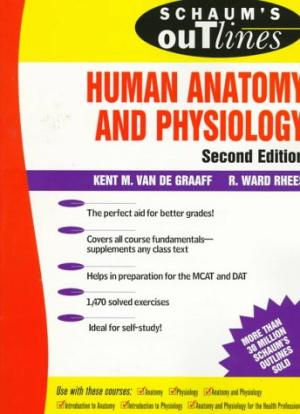 SCHAUM'S
OUTlines
HUMAN ANATOMY
AND PHYSIOLOGY
Second Edition
KENT M. VAN DE GRAAFF R. WARD RHEES
The perfect aid for better grades!
Covers all course fundamentals—
supplements any class text
Helps in preparation for the MCAT and DAT
1,470 solved exercises
Ideal for self-study!
MORE THAN
30 MILLION
SCHAUM'S
OUTLINES
SOLD
Use with these courses: Anatomy Physiology Anatomy and Physiology
Introduction to Anatomy Introduction to Physiology Anatomy and Physiology for the Health Profession